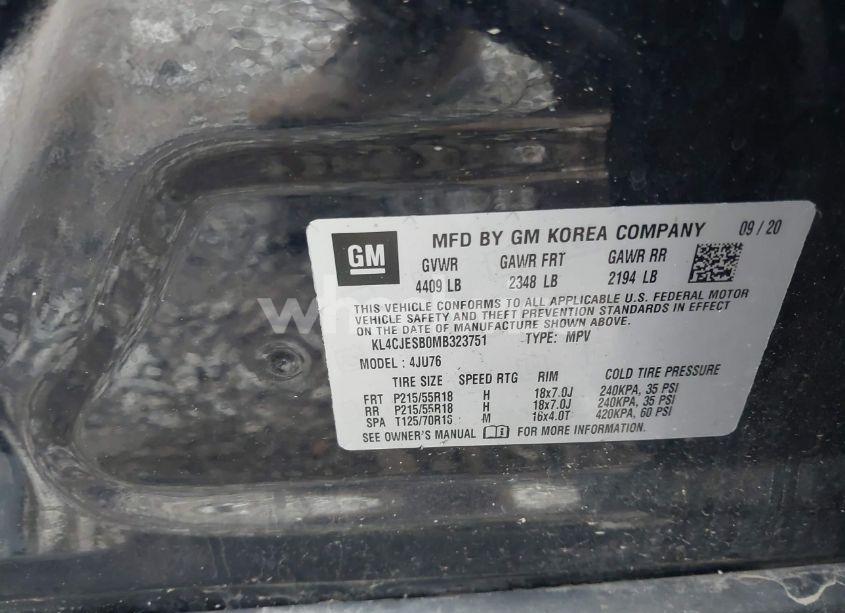 GM
MFD BY GM KOREA COMPANY 09/20
GVWR GAWR FRT GAWR RR
4409 LB 2348 LB 2194 LB
THIS VEHICLE CONFORMS TO ALL APPLICABLE U.S. FEDERAL MOTOR
VEHICLE SAFETY AND THEFT PREVENTION STANDARDS IN EFFECT
ON THE DATE OF MANUFACTURE SHOWN ABOVE.
KL4CJESB0MB323751 TYPE: MPV
MODEL: 4JU76
TIRE SIZE SPEED RTG RIM COLD TIRE PRESSURE
FRT P215/55R18 H 18x7.0J 240KPA, 35 PSI
RR P215/55R18 H 18x7.0J 240KPA, 35 PSI
SPA T125/70R16 M 16x4.0T 420KPA, 60 PSI
SEE OWNER'S MANUAL FOR MORE INFORMATION.